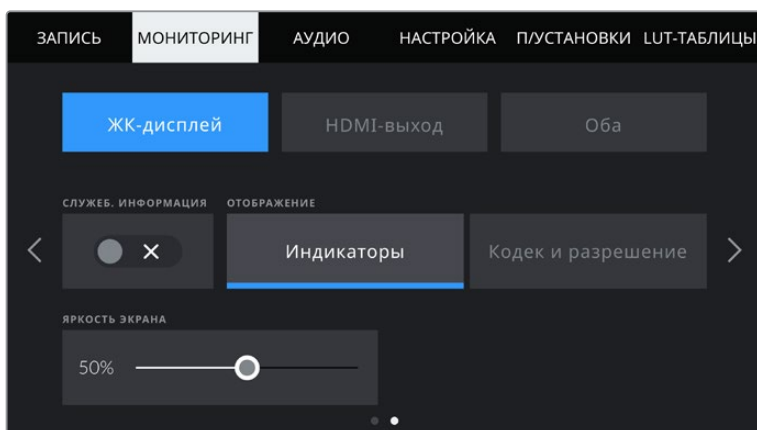 ЗАПИСЬ МОНИТОРИНГ АУДИО НАСТРОЙКА П/УСТАНОВКИ LUT-ТАБЛИЦЫ
ЖК-дисплей HDMI-выход Оба
СЛУЖЕБ. ИНФОРМАЦИЯ ОТОБРАЖЕНИЕ
Индикаторы Кодек и разрешение
ЯРКОСТЬ ЭКРАНА
50%